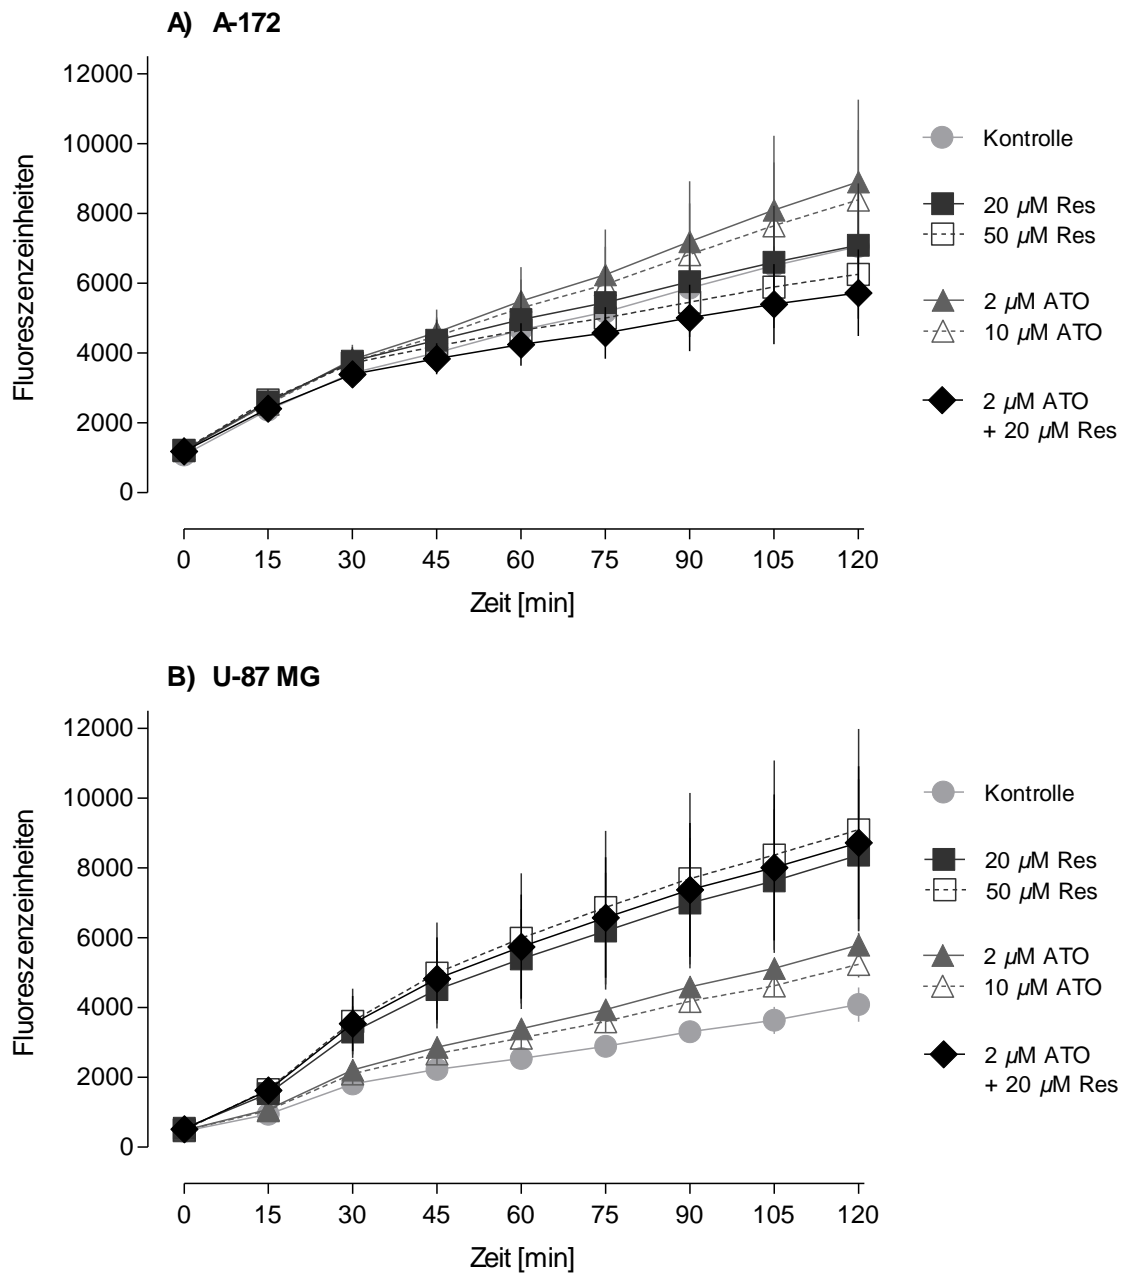 A) A-172
12000
10000
8000
6000
4000
2000
0
Fluoreszenzeinheiten
0 15 30 45 60 75 90 105 120
Zeit [min]
Kontrolle
20 µM Res
50 µM Res
2 µM ATO
10 µM ATO
2 µM ATO
+ 20 µM Res
B) U-87 MG
12000
10000
8000
6000
4000
2000
0
Fluoreszenzeinheiten
0 15 30 45 60 75 90 105 120
Zeit [min]
Kontrolle
20 µM Res
50 µM Res
2 µM ATO
10 µM ATO
2 µM ATO
+ 20 µM Res